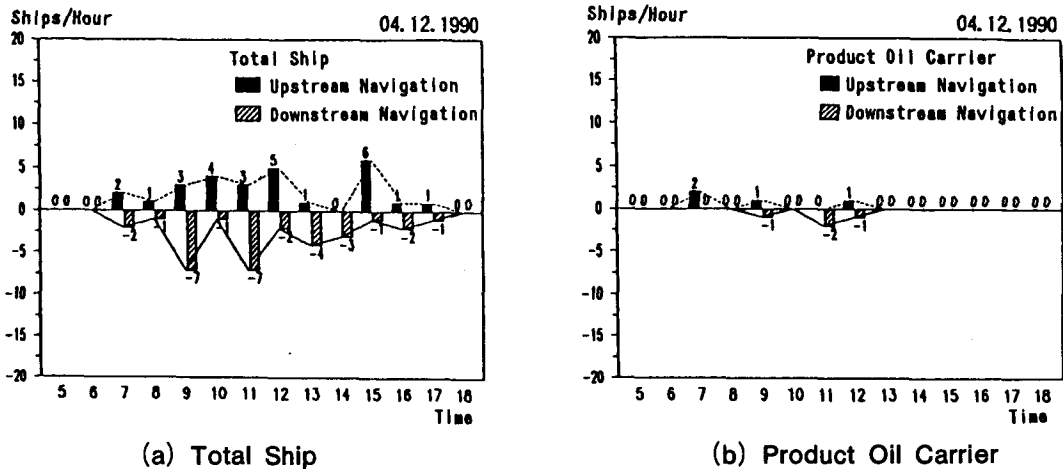 Ships/Hour 04.12.1990
20
Total Ship
15
Upstream Navigation
Downstream Navigation
10
5
0 0 0 0 2 1 3 4 3 5 1 0 6 1 1 0 0
0
-2 -1 -7 -1 -7 -2 -4 -3 -1 -2 -1
-5
-10
-15
-20
5 6 7 8 9 10 11 12 13 14 15 16 17 18
Time
(a) Total Ship
Ships/Hour 04.12.1990
20
Product Oil Carrier
15
Upstream Navigation
Downstream Navigation
10
5
0 0 0 0 2 0 0 0 1 0 0 0 1 0 0 0 0 0 0 0 0 0 0 0 0
0
-1 -2 -1
-5
-10
-15
-20
5 6 7 8 9 10 11 12 13 14 15 16 17 18
Time
(b) Product Oil Carrier